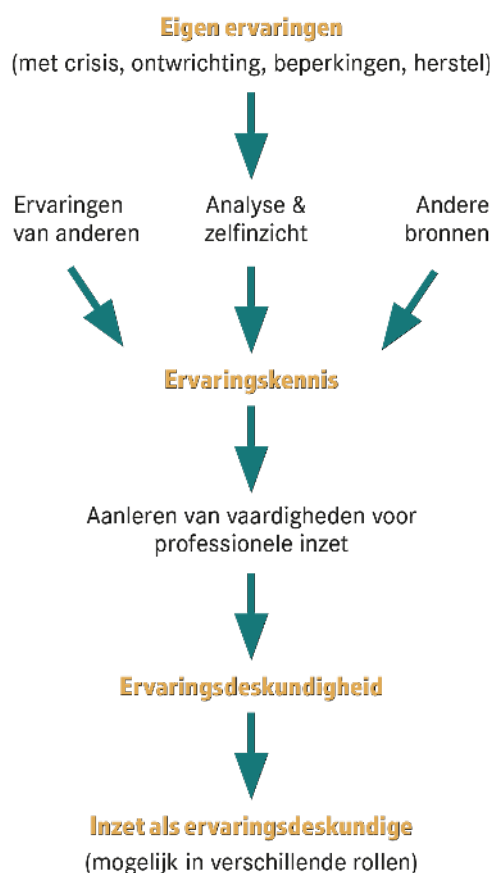 Eigen ervaringen
(met crisis, ontwrichting, beperkingen, herstel)
Ervaringen
van anderen
Analyse &
zelfinzicht
Andere
bronnen
Ervaringskennis
Aanleren van vaardigheden voor
professionele inzet
Ervaringsdeskundigheid
Inzet als ervaringsdeskundige
(mogelijk in verschillende rollen)